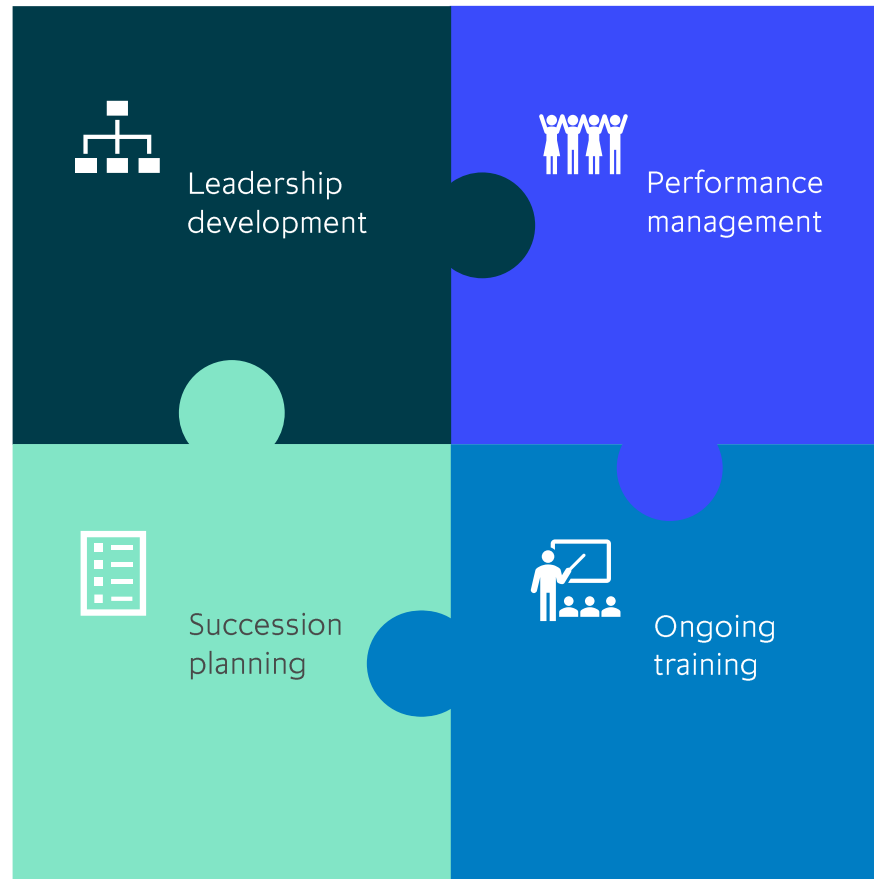 Leadership
development
Performance
management
Succession
planning
Ongoing
training